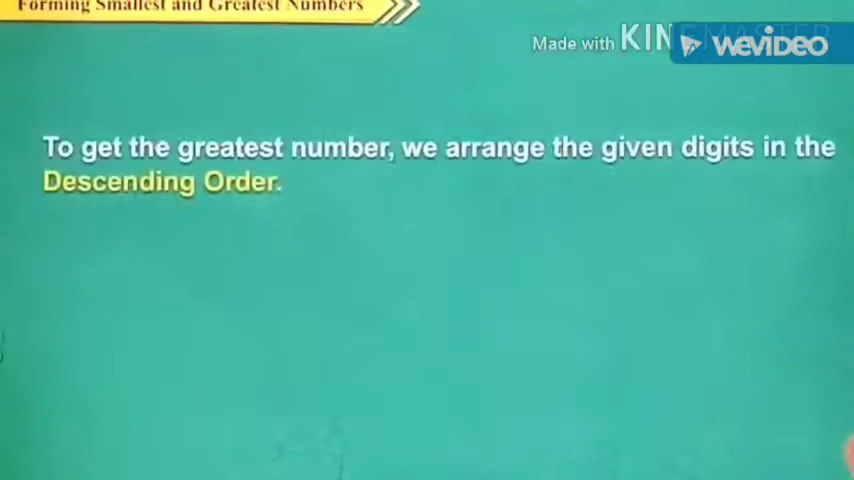 Forming Smallest and Greatest Numbers
Made with KINEMASTER
WeVIDEO
To get the greatest number, we arrange the given digits in the
Descending Order.